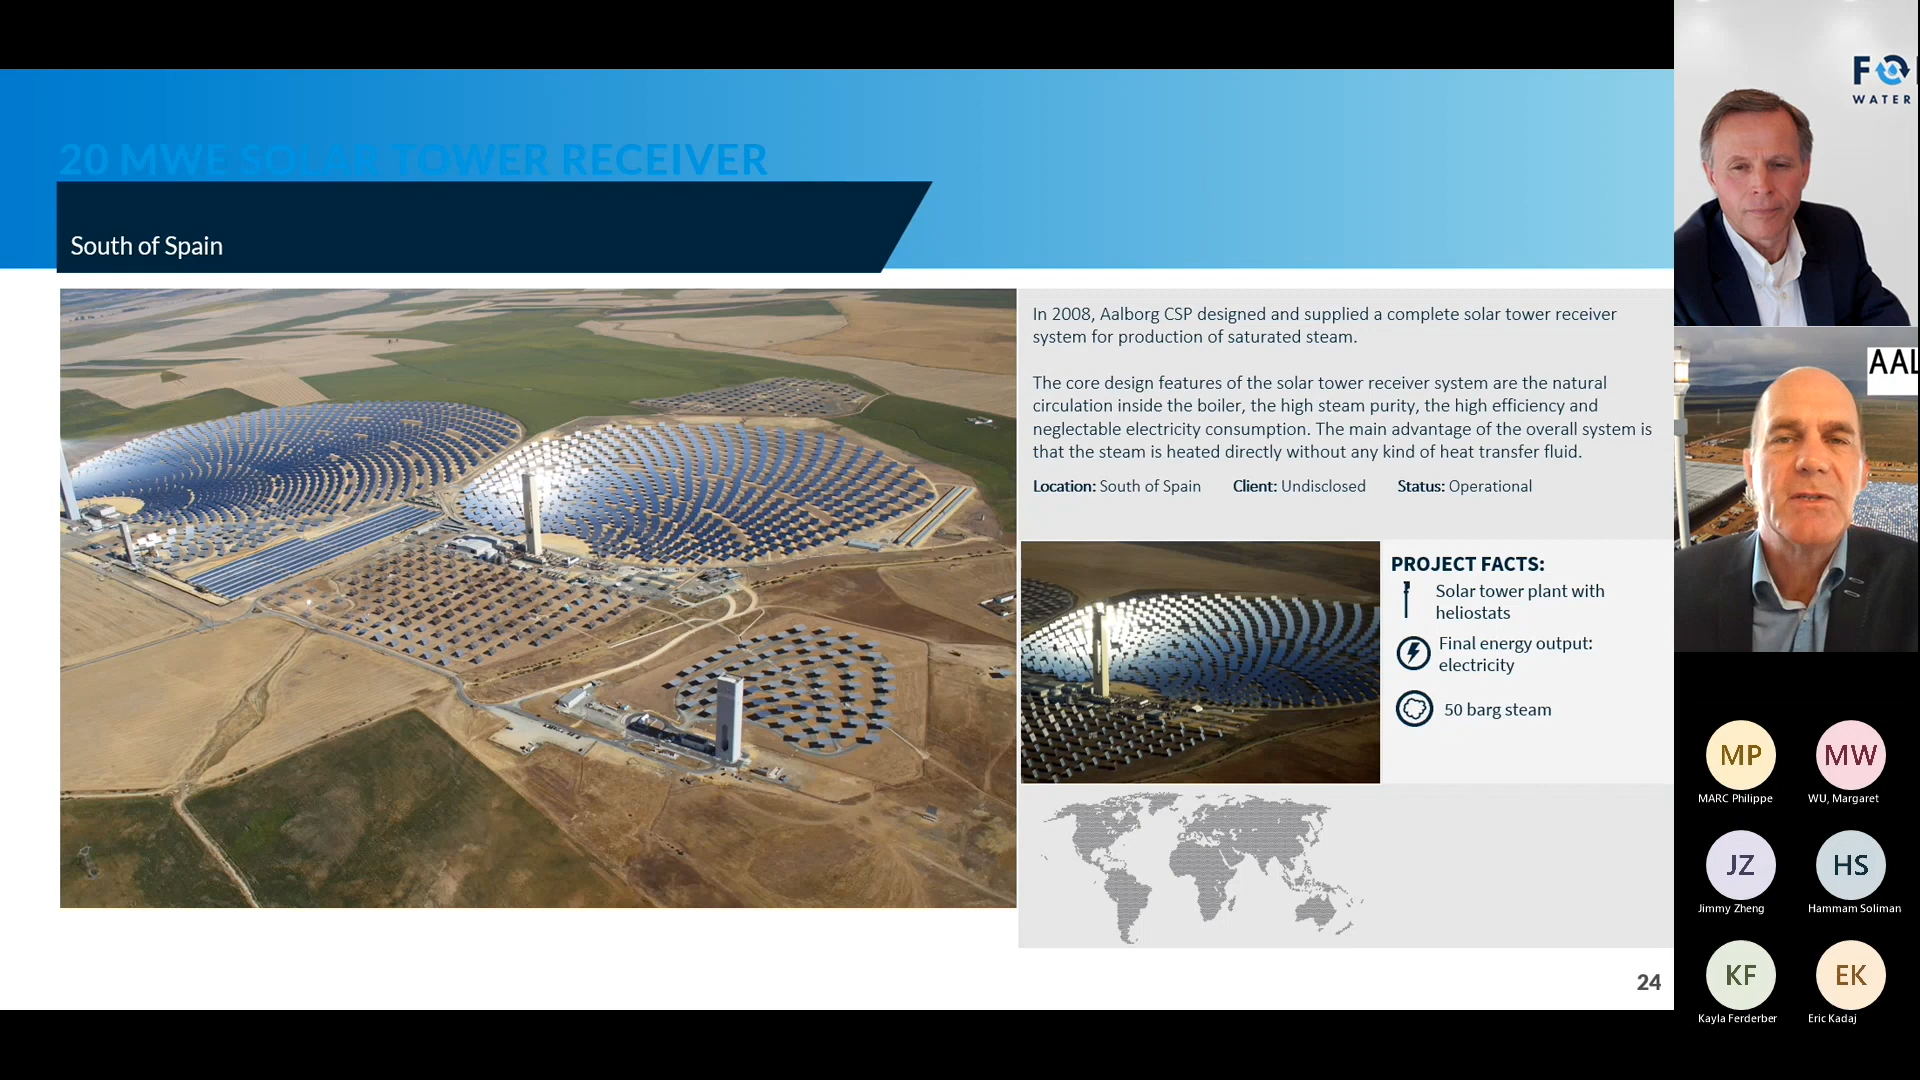 20 MWE SOLAR TOWER RECEIVER
South of Spain
In 2008, Aalborg CSP designed and supplied a complete solar tower receiver
system for production of saturated steam.
The core design features of the solar tower receiver system are the natural
circulation inside the boiler, the high steam purity, the high efficiency and
neglectable electricity consumption. The main advantage of the overall system is
that the steam is heated directly without any kind of heat transfer fluid.
Location: South of Spain Client: Undisclosed Status: Operational
PROJECT FACTS:
Solar tower plant with
heliostats
Final energy output:
electricity
50 barg steam
24
WATER
AAL
MP MW
MARC Philippe WU, Margaret
JZ HS
Jimmy Zheng Hammam Soliman
KF EK
Kayla Ferderber Eric Kadaj